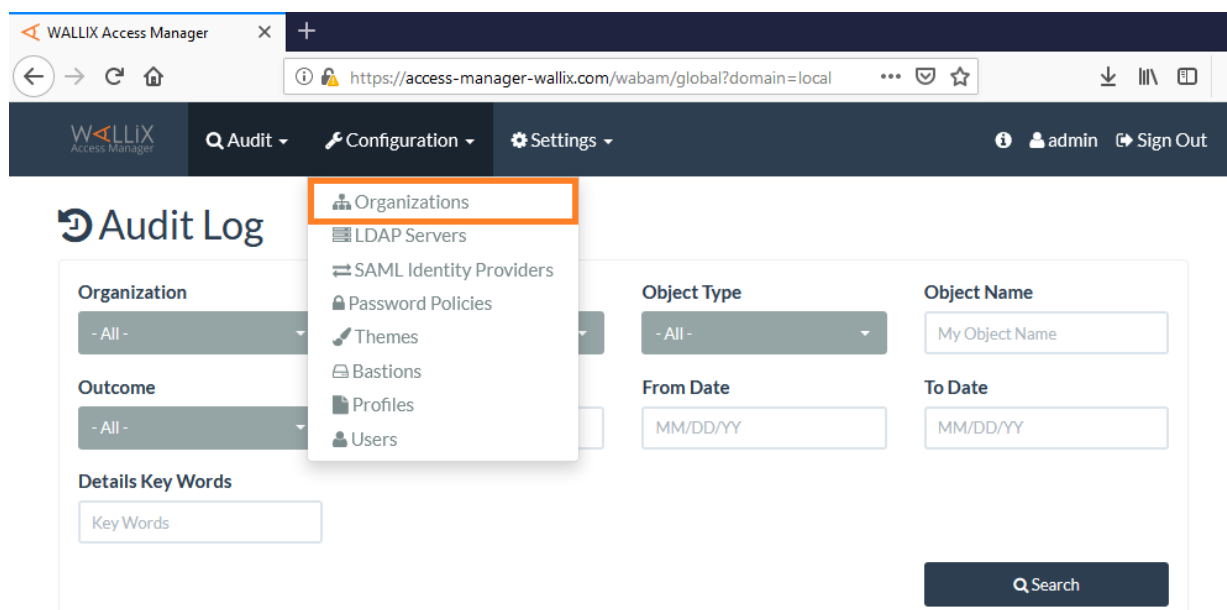 WALLIX Access Manager
https://access-manager-wallix.com/wabam/global?domain=local
WALLIX
Access Manager
Audit
Configuration
Settings
admin
Sign Out
Organizations
LDAP Servers
SAML Identity Providers
Password Policies
Themes
Bastions
Profiles
Users
Audit Log
Organization
Object Type
Object Name
- All -
- All -
My Object Name
Outcome
From Date
To Date
- All -
MM/DD/YY
MM/DD/YY
Details Key Words
Key Words
Search